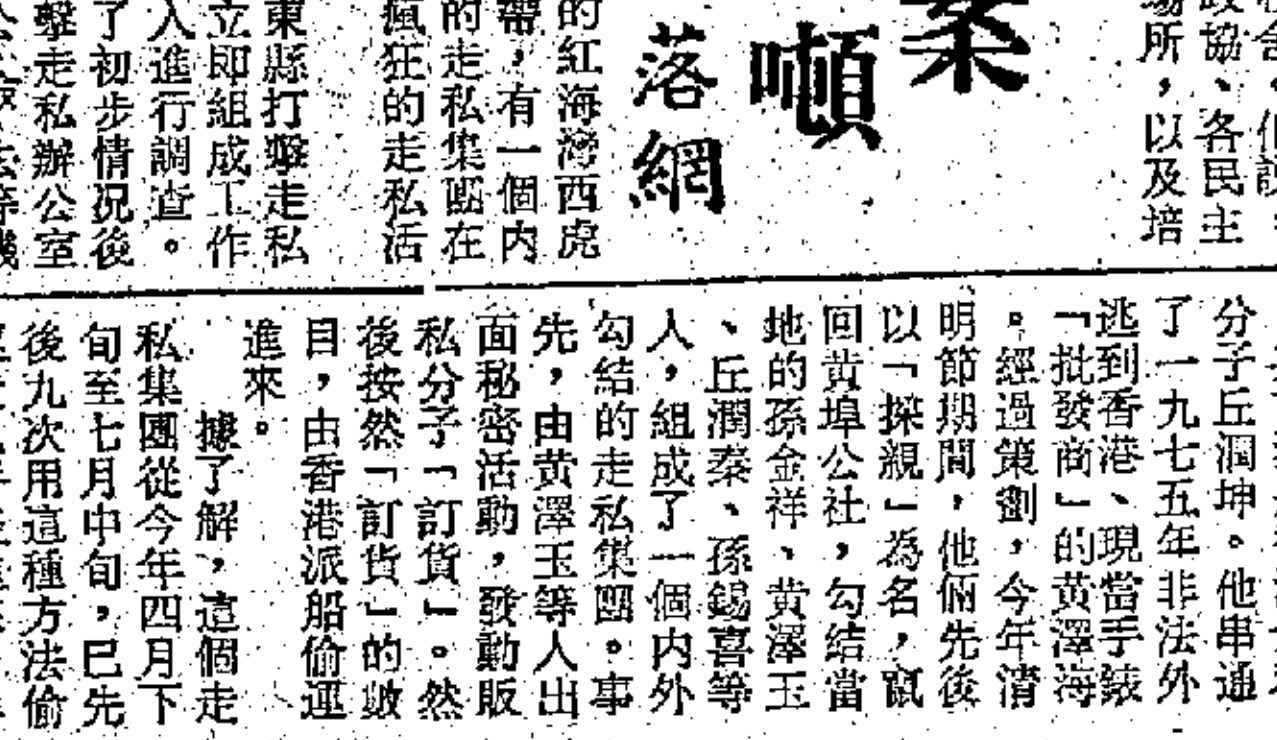 政協、各民主
場所，以及培
噸
落網
的紅海灣西虎
帶，有一個內
的走私集團在
瘋狂的走私活
東縣打擊走私
立即組成工作
入進行調查。
了初步情況後
擊走私辦公室
分子丘潤坤。他串通
了一九七五年非法外
逃到香港、現當手錶
「批發商」的黃澤海
。經過策劃，今年清
明節期間，他倆先後
以「探親」為名，竄
回黃埠公社，勾結當
地的孫金祥、黃澤玉
、丘潤秦、孫錫喜等
人，組成了一個內外
勾結的走私集團。事
先，由黃澤玉等人出
面秘密活動，發動販
私分子「訂貨」。然
後按然「訂貨」的數
目，由香港派船偷運
進來。
據了解，這個走
私集團從今年四月下
旬至七月中旬，已先
後九次用這種方法偷